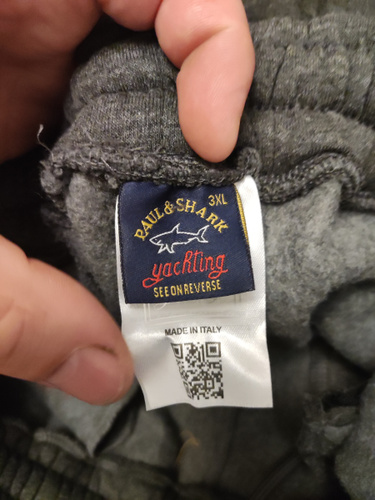 3XL
PAUL & SHARK
yachting
SEE ON REVERSE
MADE IN ITALY